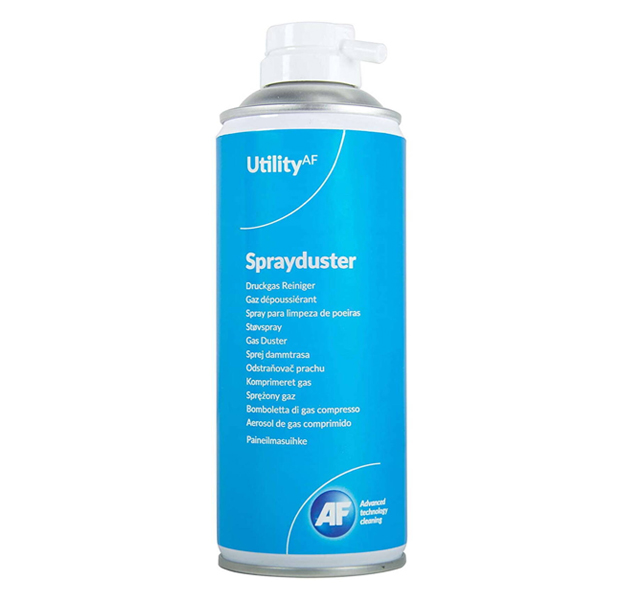 UtilityAF
Sprayduster
Druckgas Reiniger
Gaz dépoussiérant
Spray para limpeza de poeiras
Støvspray
Gas Duster
Sprej dammtrasa
Odstraňovač prachu
Komprimeret gas
Sprężony gaz
Bomboletta di gas compresso
Aerosol de gas comprimido
Paineilmasuihke
AF
Advanced
technology
cleaning